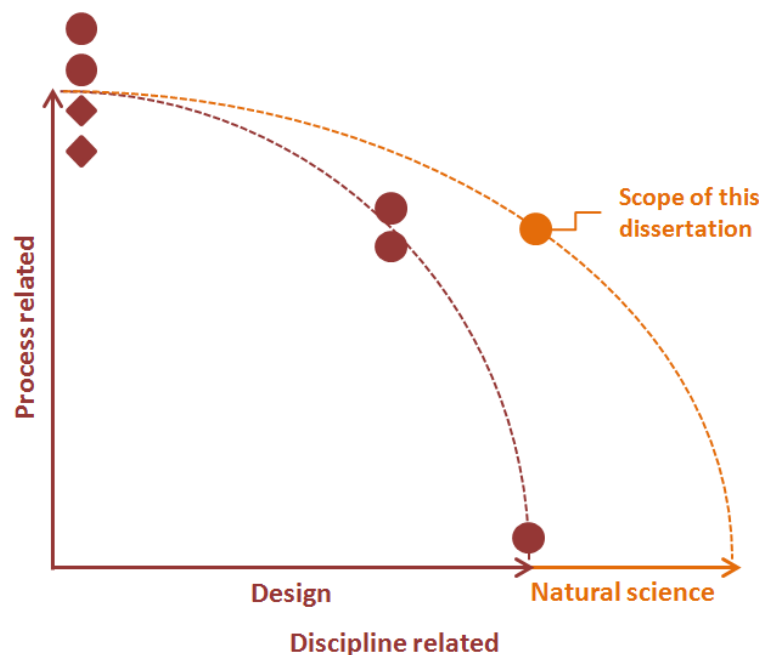 Scope of this
dissertation
Process related
Design
Natural science
Discipline related